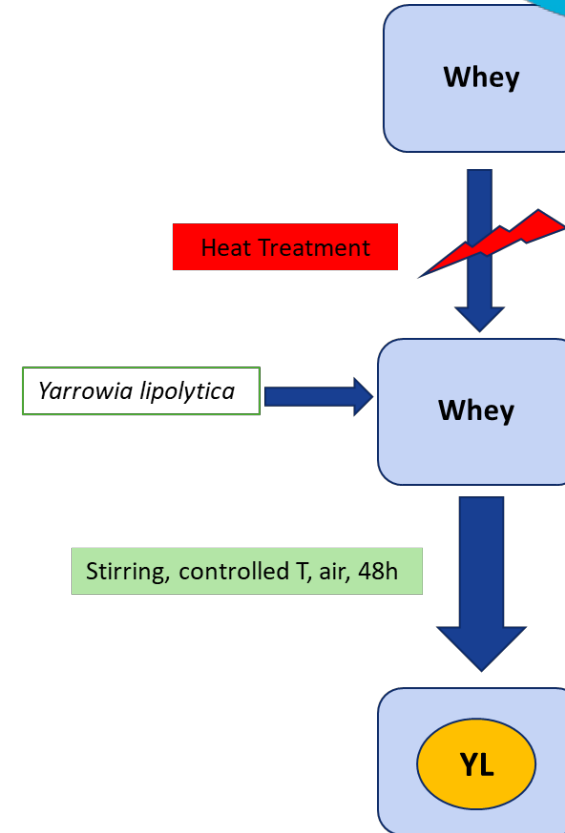 Whey
Heat Treatment
Yarrowia lipolytica
Whey
Stirring, controlled T, air, 48h
YL